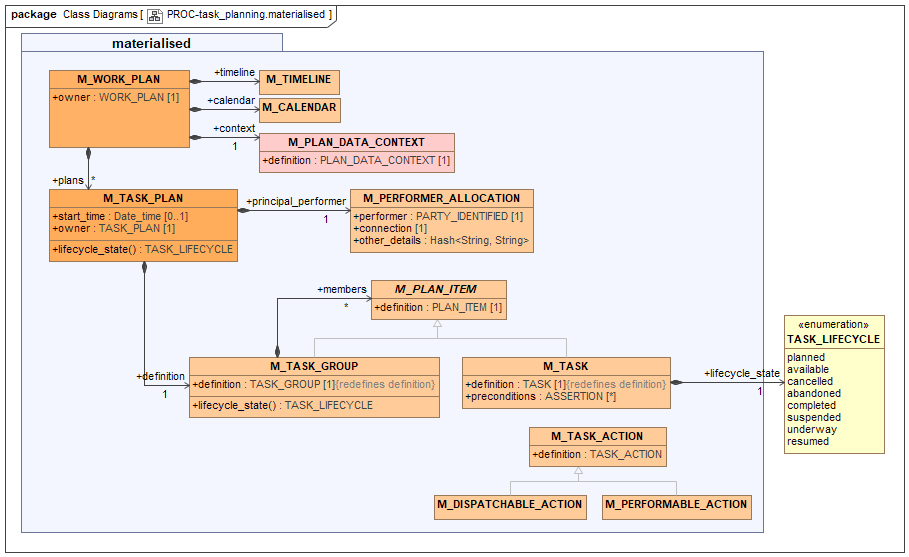 package Class Diagrams [ PROC-task_planning.materialised ]
materialised
M_WORK_PLAN
+owner : WORK_PLAN [1]
+timeline
M_TIMELINE
+calendar
M_CALENDAR
+context
1
M_PLAN_DATA_CONTEXT
+definition : PLAN_DATA_CONTEXT [1]
+plans
*
M_TASK_PLAN
+start_time : Date_time [0..1]
+owner : TASK_PLAN [1]
+lifecycle_state() : TASK_LIFECYCLE
+principal_performer
1
M_PERFORMER_ALLOCATION
+performer : PARTY_IDENTIFIED [1]
+connection [1]
+other_details : Hash<String, String>
+members
*
M_PLAN_ITEM
+definition : PLAN_ITEM [1]
+definition
1
M_TASK_GROUP
+definition : TASK_GROUP [1]{redefines definition}
+lifecycle_state() : TASK_LIFECYCLE
M_TASK
+definition : TASK [1]{redefines definition}
+preconditions : ASSERTION [*]
+lifecycle_state
1
«enumeration»
TASK_LIFECYCLE
planned
available
cancelled
abandoned
completed
suspended
underway
resumed
M_TASK_ACTION
+definition : TASK_ACTION
M_DISPATCHABLE_ACTION
M_PERFORMABLE_ACTION